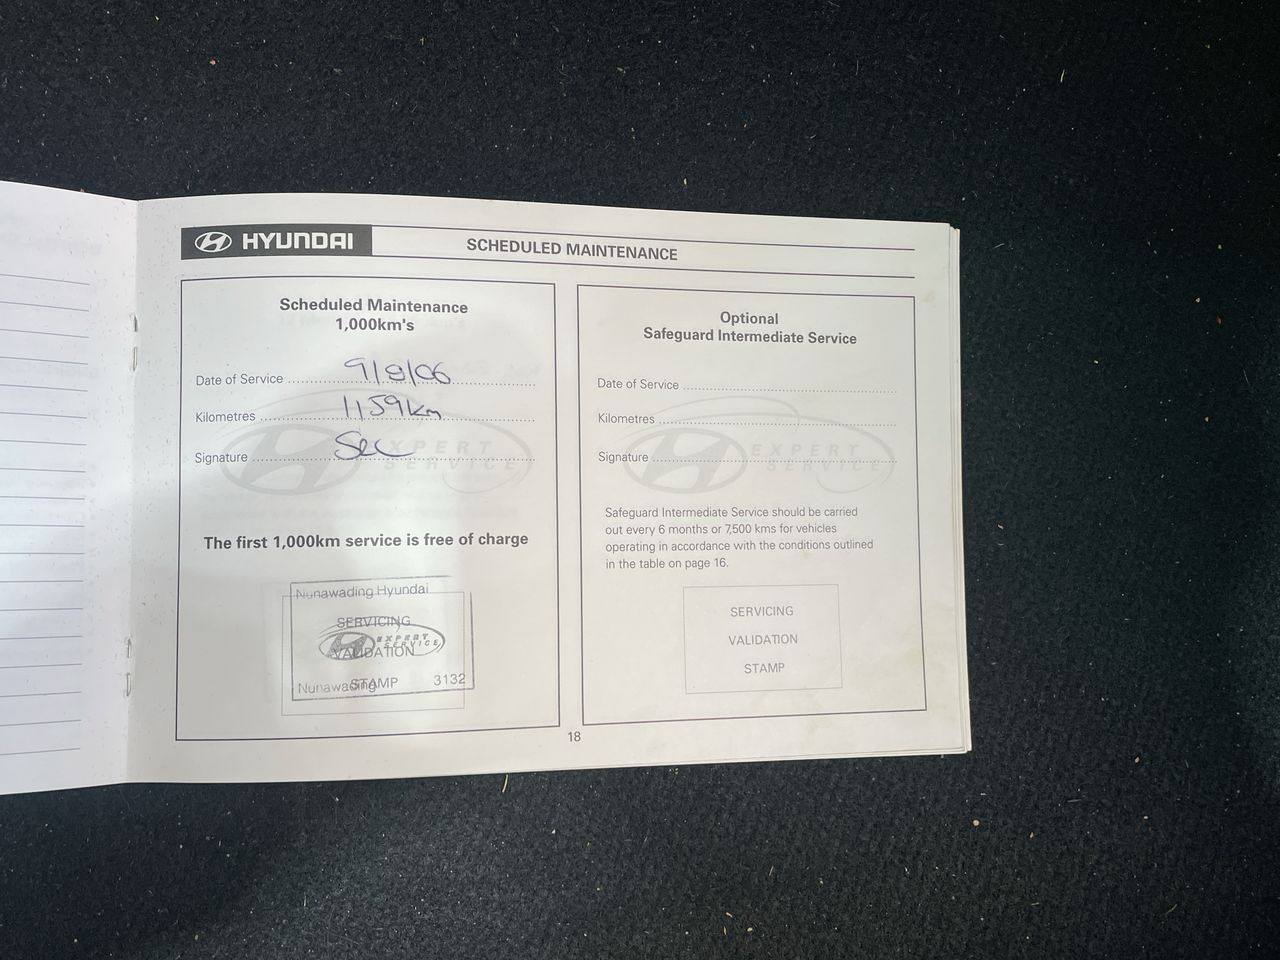 HYUNDAI
SCHEDULED MAINTENANCE
Scheduled Maintenance
1,000km's
Date of Service 9/8/06
Kilometres 1,159km
Signature
EXPERT
SERVICE
The first 1,000km service is free of charge
Nunawading Hyundai
SERVICING
EXPERT
SERVICE
VALIDATION
Nunawading 3132
STAMP
Optional
Safeguard Intermediate Service
Date of Service
Kilometres
Signature
EXPERT
SERVICE
Safeguard Intermediate Service should be carried
out every 6 months or 7,500 kms for vehicles
operating in accordance with the conditions outlined
in the table on page 16.
SERVICING
VALIDATION
STAMP
18